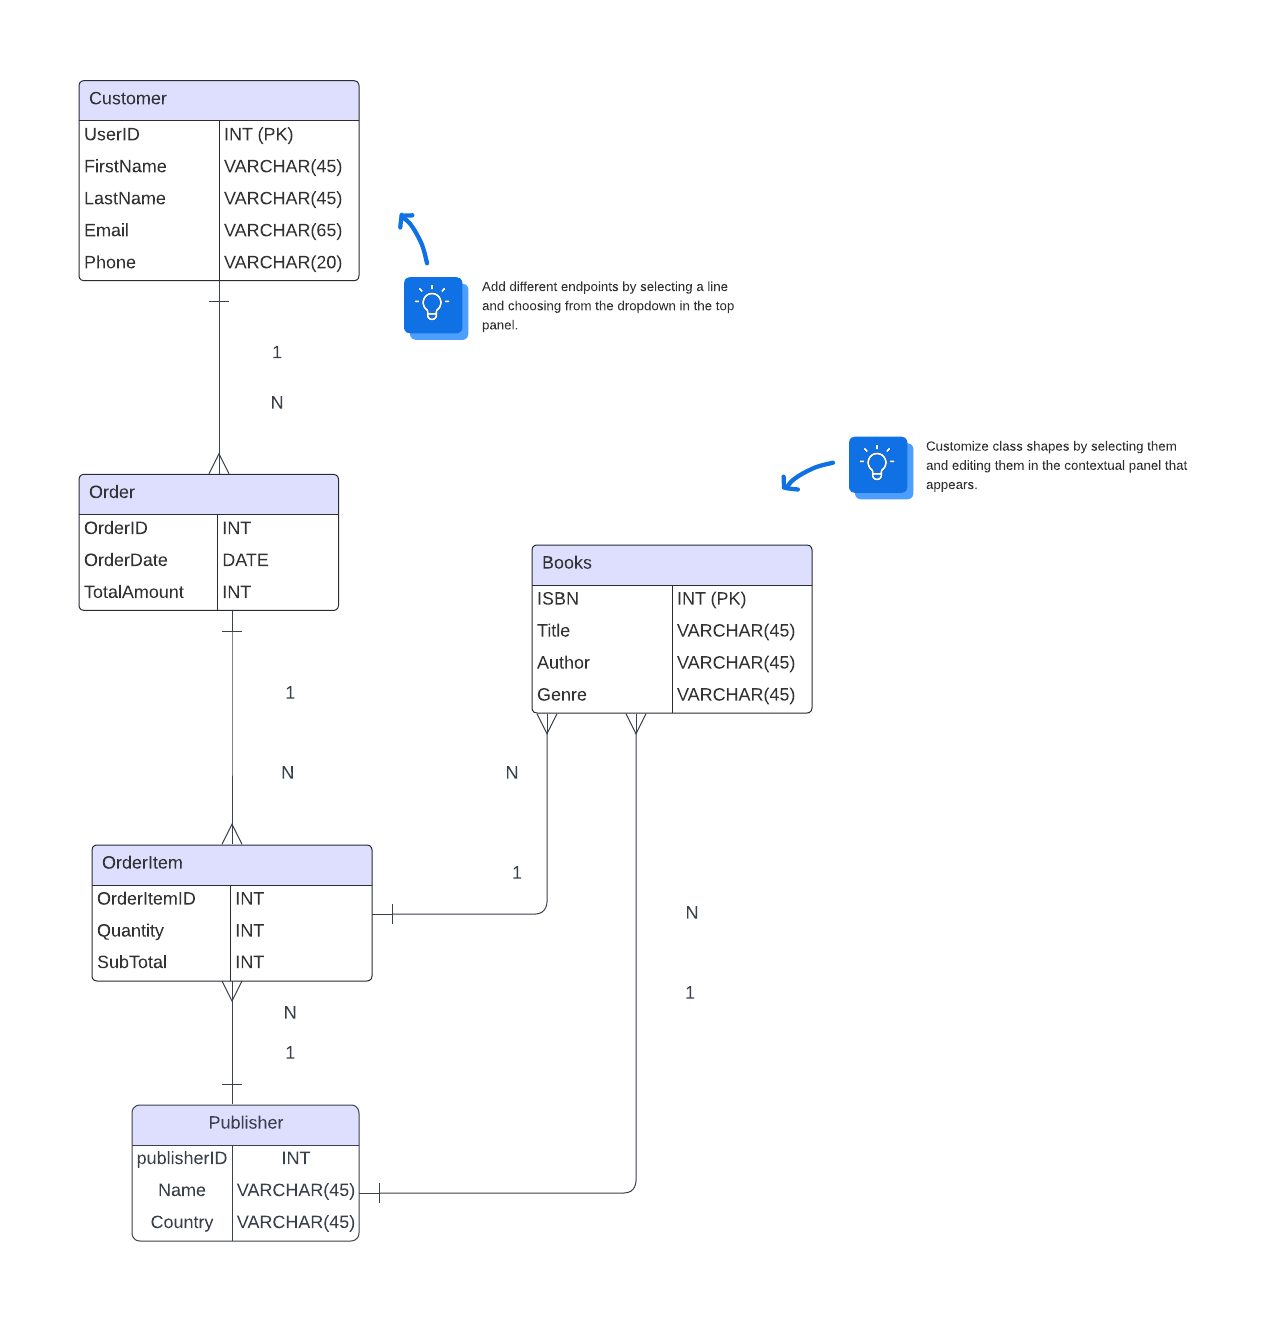 Customer
UserID INT (PK)
FirstName VARCHAR(45)
LastName VARCHAR(45)
Email VARCHAR(65)
Phone VARCHAR(20)
Add different endpoints by selecting a line
and choosing from the dropdown in the top
panel.
1
N
Customize class shapes by selecting them
and editing them in the contextual panel that
appears.
Order
OrderID INT
OrderDate DATE
TotalAmount INT
Books
ISBN INT (PK)
Title VARCHAR(45)
Author VARCHAR(45)
Genre VARCHAR(45)
1
N
N
1
OrderItem
OrderItemID INT
Quantity INT
SubTotal INT
N
1
N
1
Publisher
publisherID INT
Name VARCHAR(45)
Country VARCHAR(45)